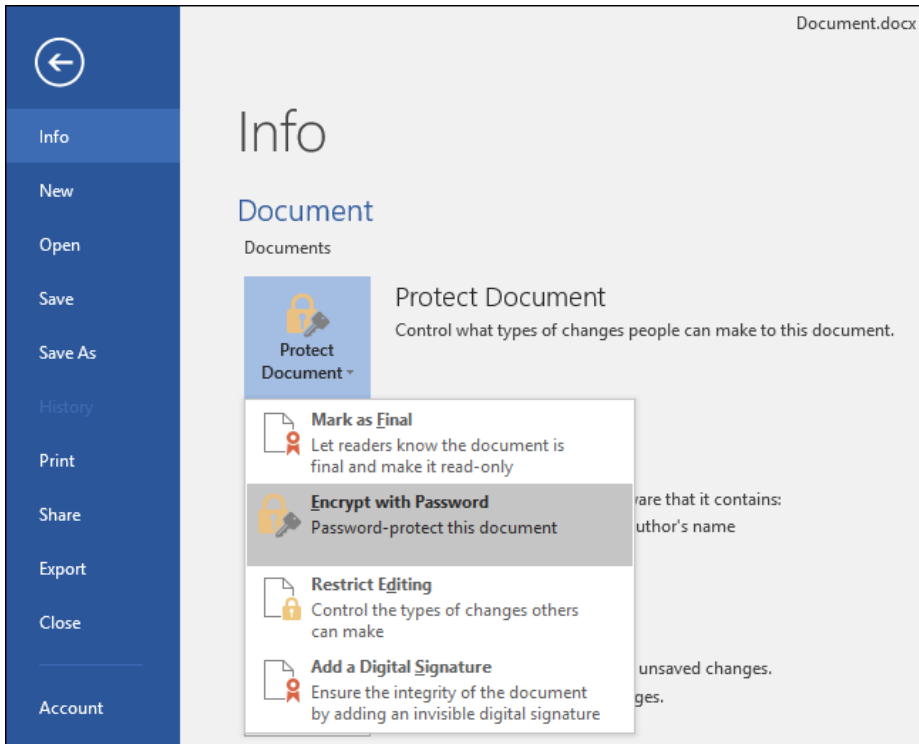 Document.docx
Info
New
Open
Save
Save As
History
Print
Share
Export
Close
Account
Info
Document
Documents
Protect
Document
Protect Document
Control what types of changes people can make to this document.
Mark as Final
Let readers know the document is
final and make it read-only
Encrypt with Password
Password-protect this document
Restrict Editing
Control the types of changes others
can make
Add a Digital Signature
Ensure the integrity of the document
by adding an invisible digital signature
that it contains:
name
unsaved changes.